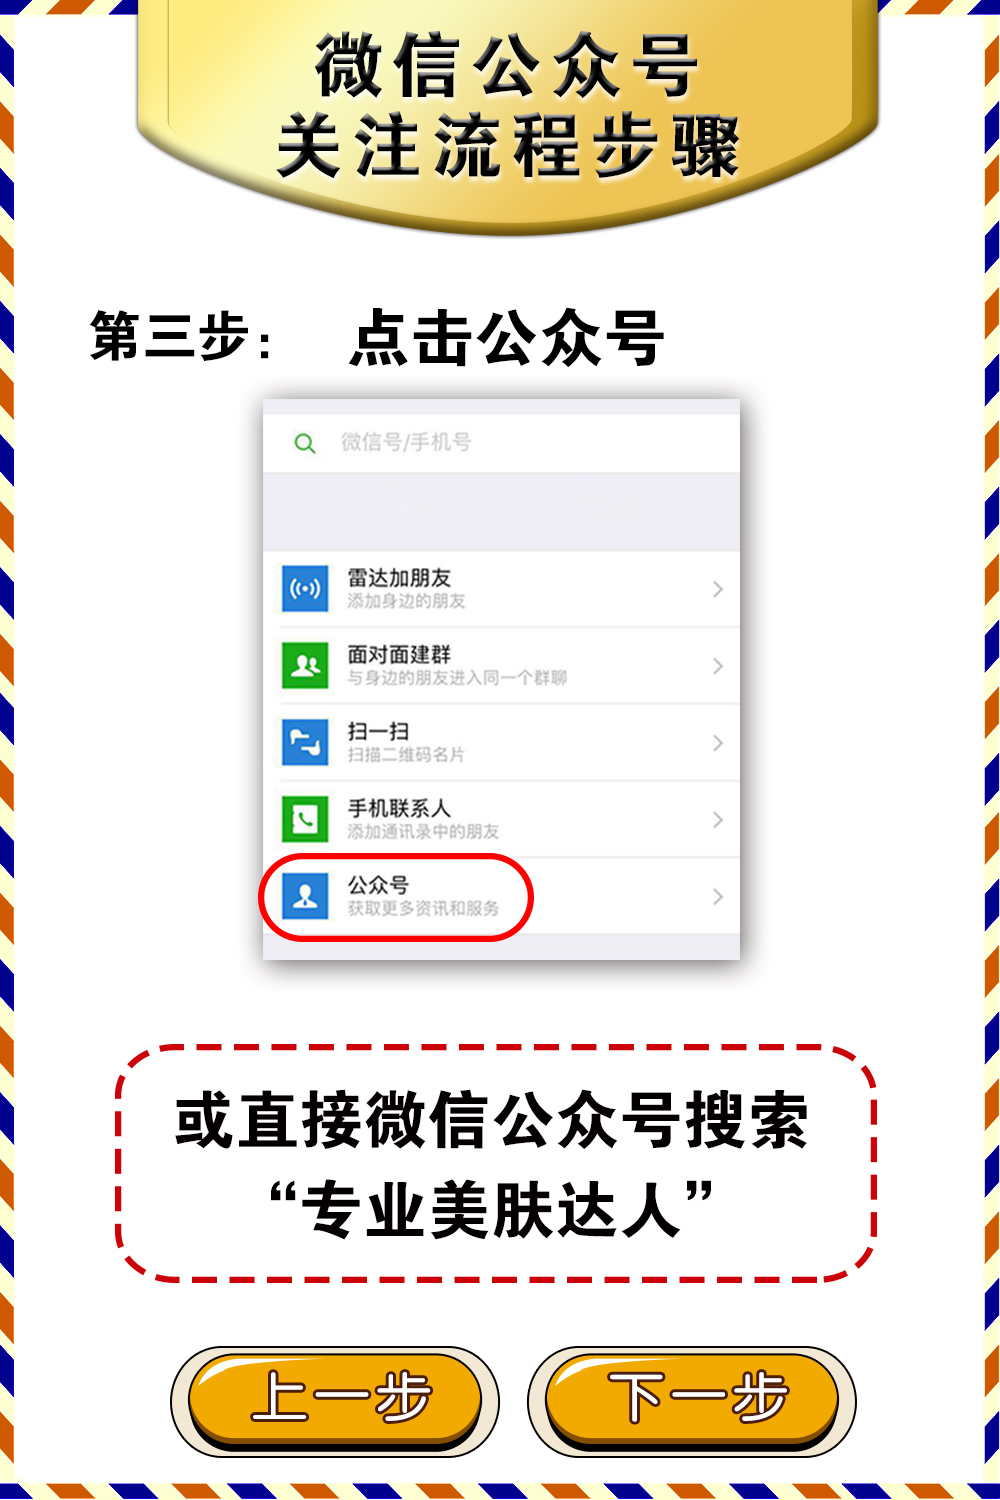 微信公众号
关注流程步骤
第三步： 点击公众号
微信号/手机号
雷达加朋友
添加身边的朋友
面对面建群
与身边的朋友进入同一个群聊
扫一扫
扫描二维码名片
手机联系人
添加通讯录中的朋友
公众号
获取更多资讯和服务
或直接微信公众号搜索
“专业美肤达人”
上一步 下一步